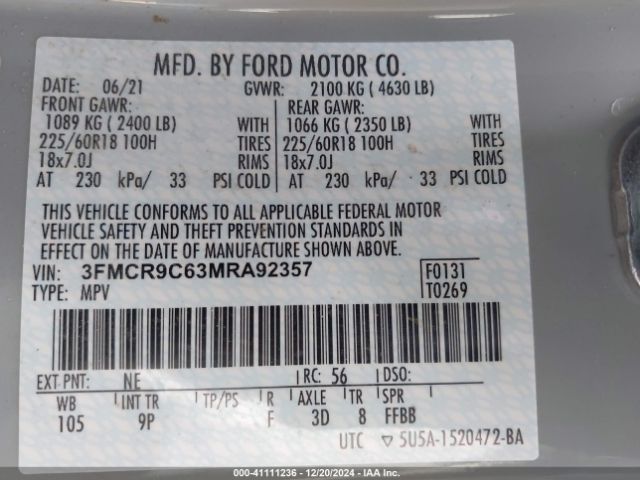 MFD. BY FORD MOTOR CO.
DATE: 06/21 GVWR: 2100 KG ( 4630 LB)
FRONT GAWR: REAR GAWR:
1089 KG ( 2400 LB) WITH 1066 KG ( 2350 LB) WITH
225/60R18 100H TIRES 225/60R18 100H TIRES
18x7.0J RIMS 18x7.0J RIMS
AT 230 kPa/ 33 PSI COLD AT 230 kPa/ 33 PSI COLD
THIS VEHICLE CONFORMS TO ALL APPLICABLE FEDERAL MOTOR
VEHICLE SAFETY AND THEFT PREVENTION STANDARDS IN
EFFECT ON THE DATE OF MANUFACTURE SHOWN ABOVE.
VIN: 3FMCR9C63MRA92357 F0131
TYPE: MPV T0269
EXT PNT: NE RC: 56 DSO:
WB INT TR TP/PS R AXLE TR SPR
105 9P F 3D 8 FFBB
UTC ▽ 5U5A-1520472-BA
000-41111236 - 12/20/2024 - IAA Inc.